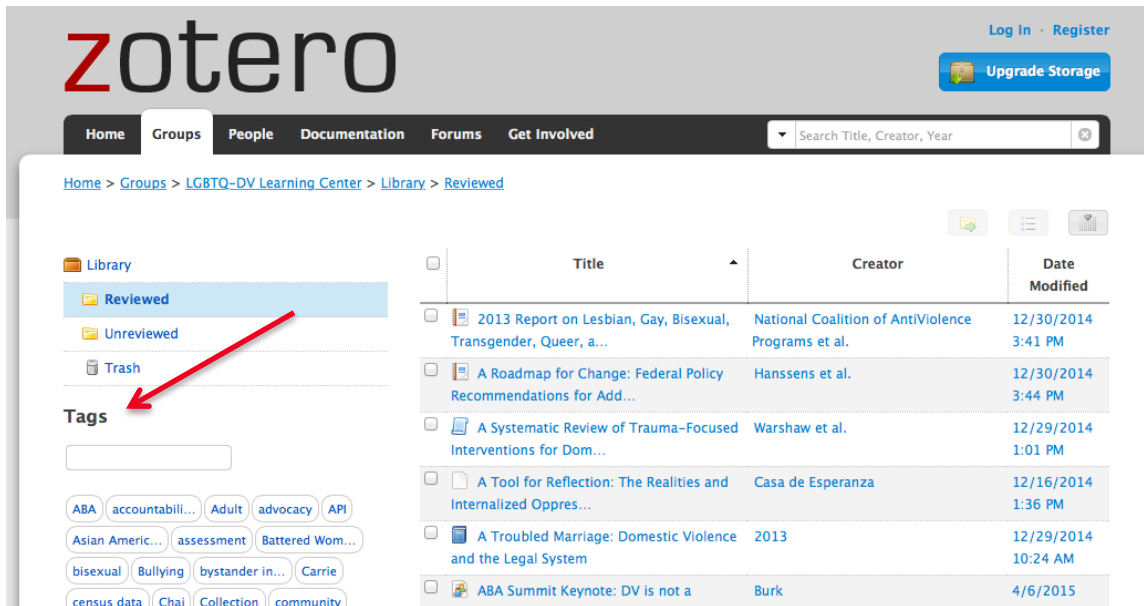 zotero
Log In · Register
Upgrade Storage
Home Groups People Documentation Forums Get Involved
Search Title, Creator, Year
Home > Groups > LGBTQ-DV Learning Center > Library > Reviewed
Library
Reviewed
Unreviewed
Trash
Tags
ABA accountabili... Adult advocacy API
Asian Americ... assessment Battered Wom...
bisexual Bullying bystander in... Carrie
census data Chai Collection community
Title Creator Date
Modified
2013 Report on Lesbian, Gay, Bisexual, National Coalition of AntiViolence 12/30/2014
Transgender, Queer, a... Programs et al. 3:41 PM
A Roadmap for Change: Federal Policy Hanssens et al. 12/30/2014
Recommendations for Add... 3:44 PM
A Systematic Review of Trauma-Focused Warshaw et al. 12/29/2014
Interventions for Dom... 1:01 PM
A Tool for Reflection: The Realities and Casa de Esperanza 12/16/2014
Internalized Oppres... 1:36 PM
A Troubled Marriage: Domestic Violence 2013 12/29/2014
and the Legal System 10:24 AM
ABA Summit Keynote: DV is not a Burk 4/6/2015